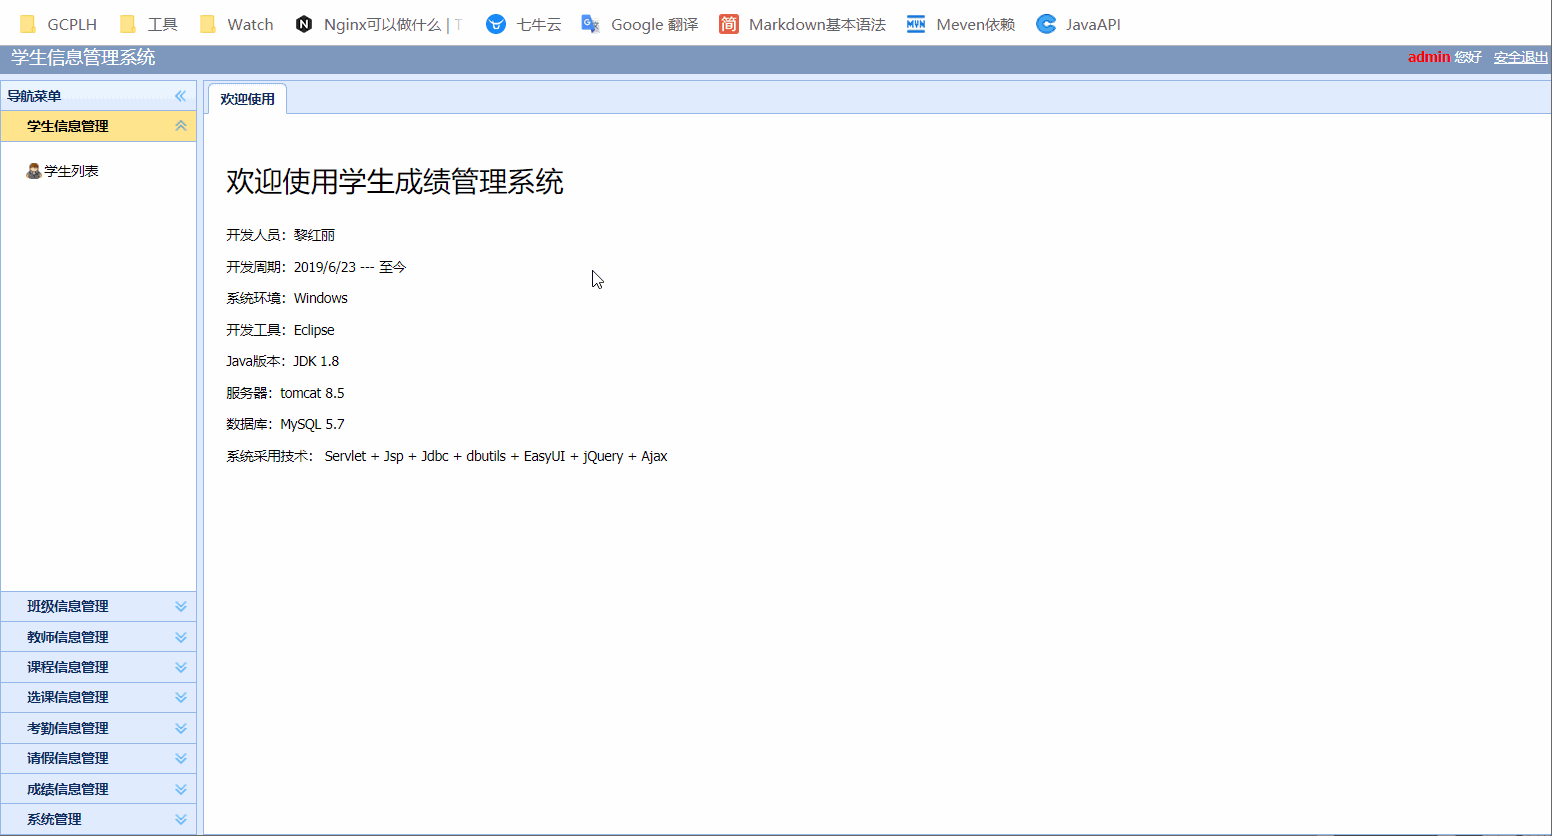 GCPLH 工具 Watch Nginx可以做什么 | T 七牛云 Google 翻译 简 Markdown基本语法 MVN Meven依赖 JavaAPI
学生信息管理系统 admin 您好 安全退出
导航菜单
欢迎使用
学生信息管理
学生列表
欢迎使用学生成绩管理系统
开发人员：黎红丽
开发周期：2019/6/23 --- 至今
系统环境：Windows
开发工具：Eclipse
Java版本：JDK 1.8
服务器：tomcat 8.5
数据库：MySQL 5.7
系统采用技术： Servlet + Jsp + Jdbc + dbutils + EasyUI + jQuery + Ajax
班级信息管理
教师信息管理
课程信息管理
选课信息管理
考勤信息管理
请假信息管理
成绩信息管理
系统管理